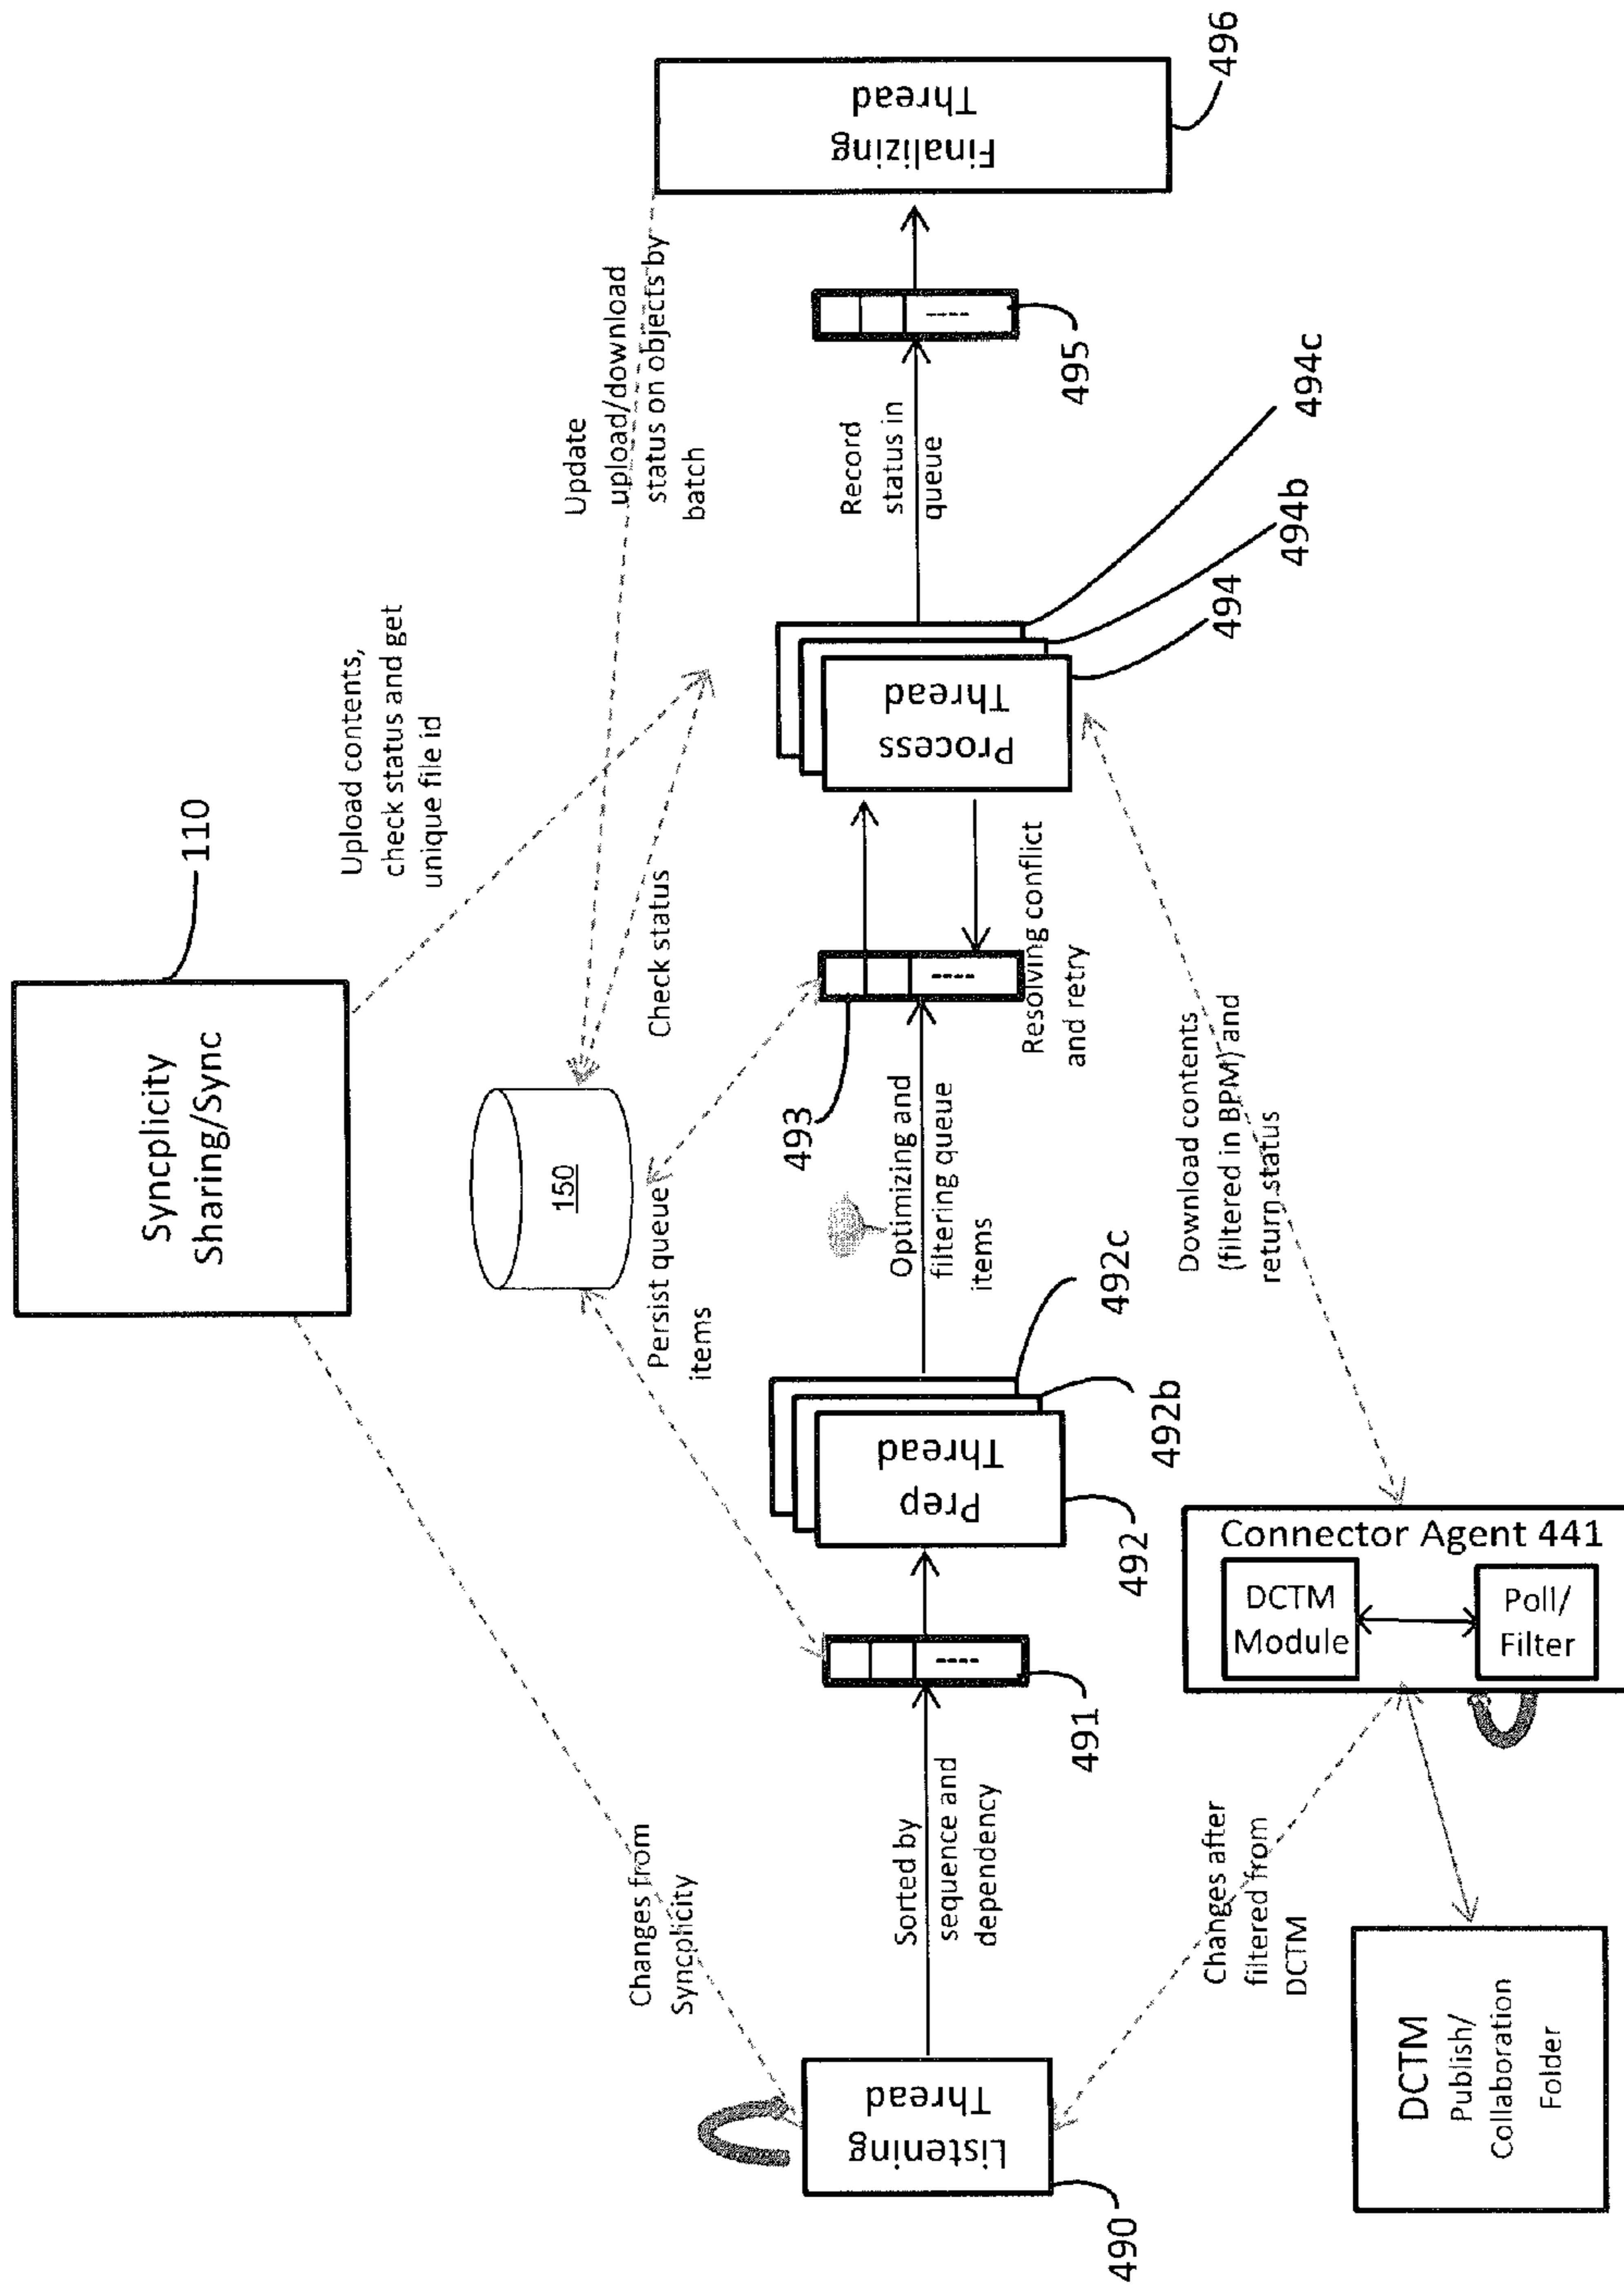 Syncplicity
Sharing/Sync
110
Upload contents,
check status and get
unique file id
Update
upload/download
status on objects by
batch
150
Check status
Persist queue
items
Changes from
Syncplicity
Listening
Thread
490
Sorted by
sequence and
dependency
----
491
Prep
Thread
492
492b
492c
Optimizing and
filtering queue
items
----
493
Resolving conflict
and retry
Process
Thread
494
494b
494c
Record
status in
queue
----
495
Finalizing
Thread
496
Changes after
filtered from
DCTM
Download contents
(filtered in BPM) and
return status
Connector Agent 441
DCTM
Module
Poll/
Filter
DCTM
Publish/
Collaboration
Folder